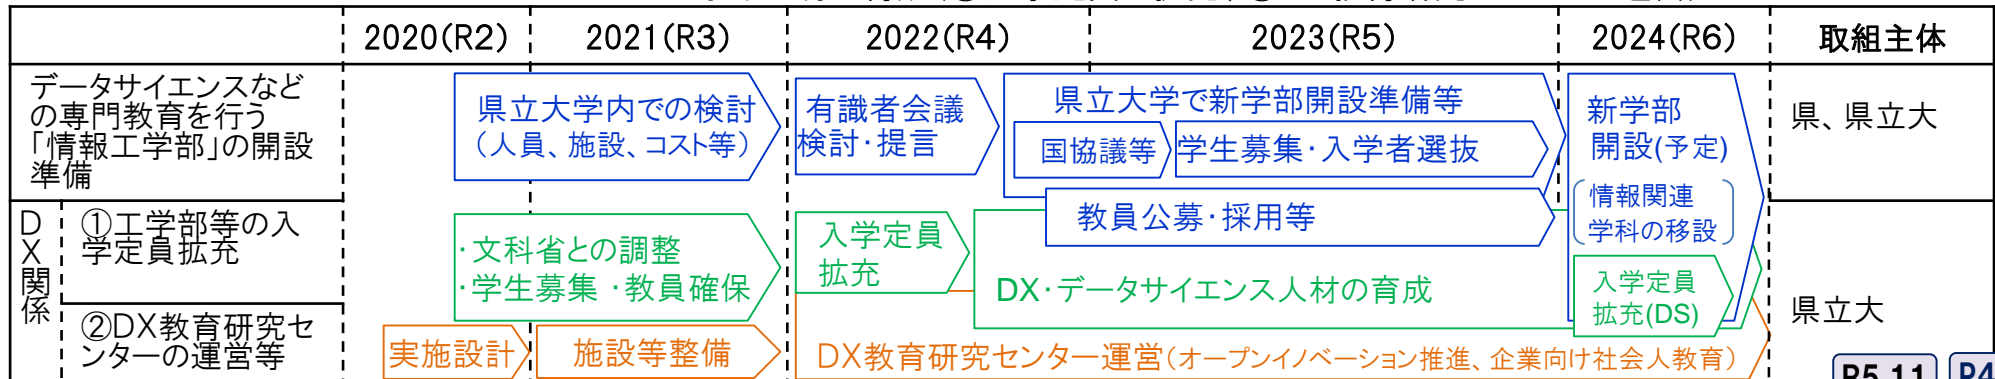 2020(R2) 2021(R3) 2022(R4) 2023(R5) 2024(R6) 取組主体
データサイエンスなど
の専門教育を行う
「情報工学部」の開設
準備
県立大学内での検討
(人員、施設、コスト等)
有識者会議
検討・提言
県立大学で新学部開設準備等
国協議等
学生募集・入学者選抜
教員公募・採用等
新学部
開設(予定)
情報関連
学科の移設
県、県立大
DX関係
①工学部等の入
学定員拡充
・文科省との調整
・学生募集 ・教員確保
入学定員
拡充
DX・データサイエンス人材の育成
入学定員
拡充(DS)
県立大
②DX教育研究セ
ンターの運営等
実施設計
施設等整備
DX教育研究センター運営(オープンイノベーション推進、企業向け社会人教育)
R5.11